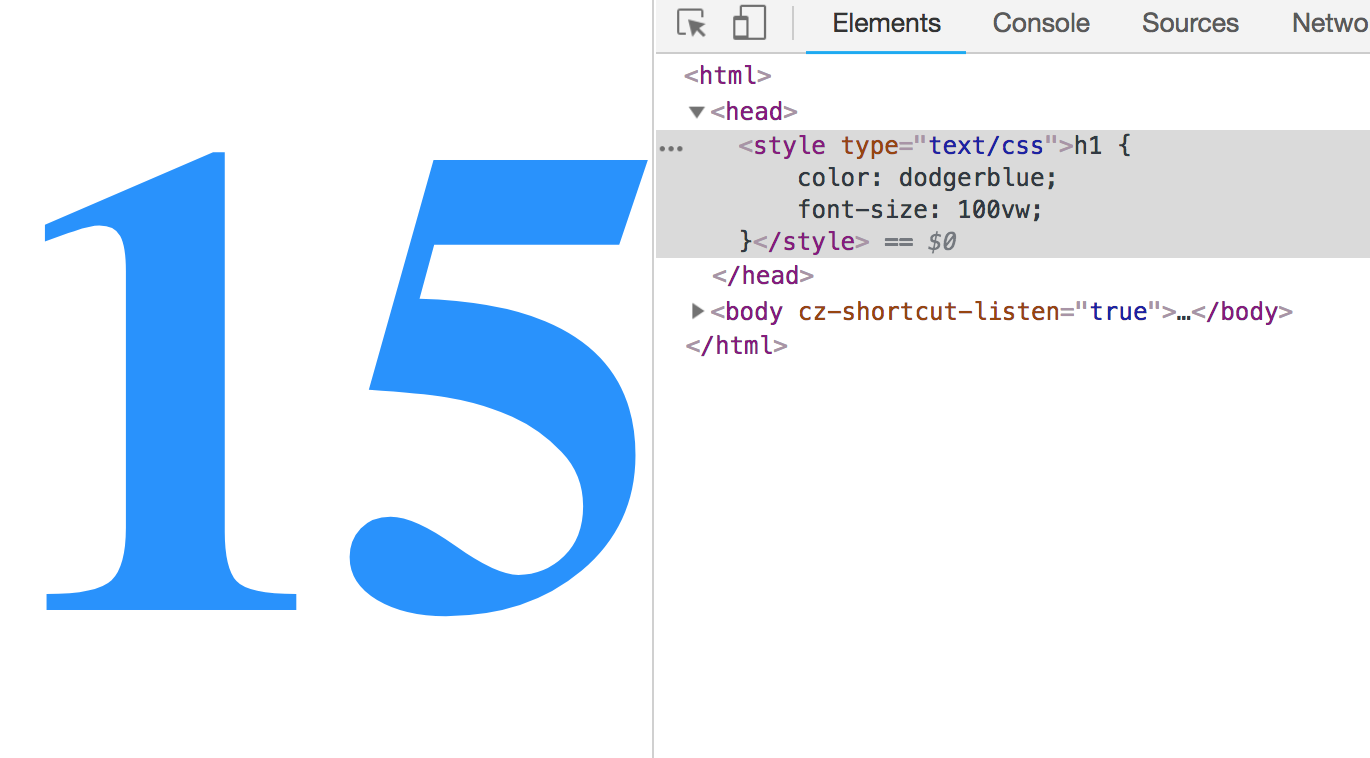 15
Elements Console Sources Netwo
<html>
▼<head>
… <style type="text/css">h1 {
color: dodgerblue;
font-size: 100vw;
}</style> == $0
</head>
▶<body cz-shortcut-listen="true">…</body>
</html>